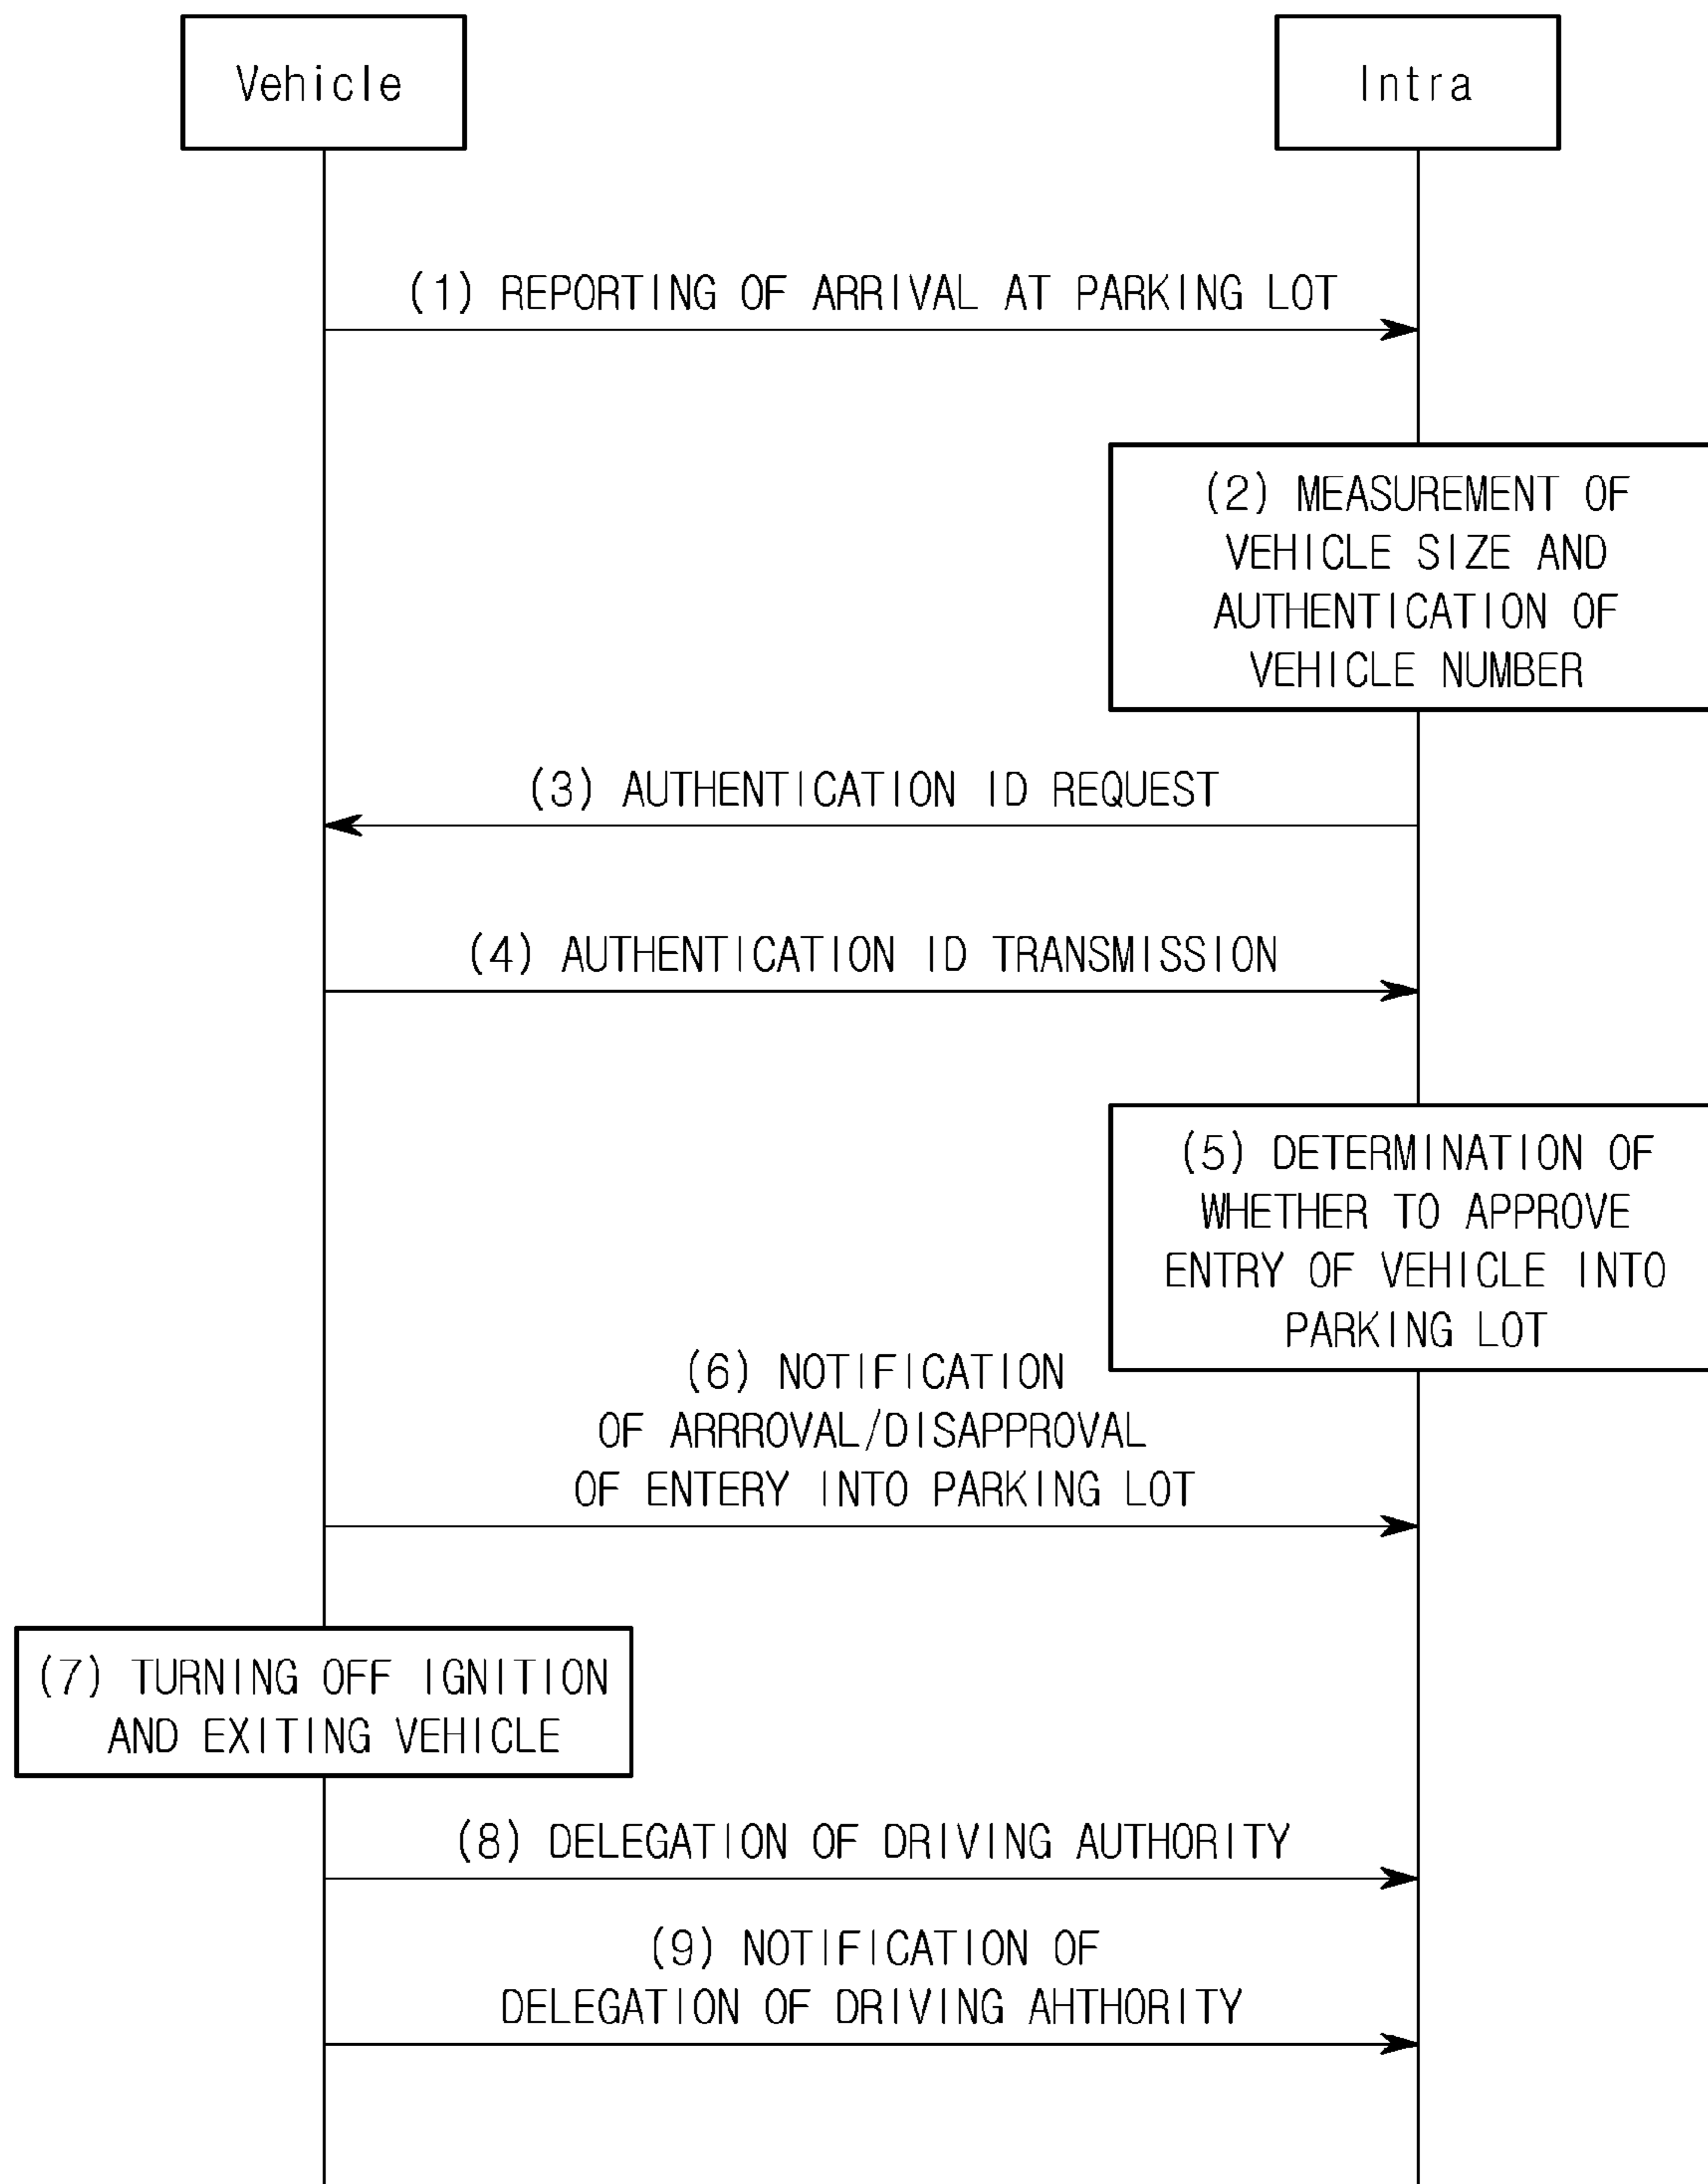 Vehicle
Intra
(1) REPORTING OF ARRIVAL AT PARKING LOT
(2) MEASUREMENT OF
VEHICLE SIZE AND
AUTHENTICATION OF
VEHICLE NUMBER
(3) AUTHENTICATION ID REQUEST
(4) AUTHENTICATION ID TRANSMISSION
(5) DETERMINATION OF
WHETHER TO APPROVE
ENTRY OF VEHICLE INTO
PARKING LOT
(6) NOTIFICATION
OF ARRROVAL/DISAPPROVAL
OF ENTERY INTO PARKING LOT
(7) TURNING OFF IGNITION
AND EXITING VEHICLE
(8) DELEGATION OF DRIVING AUTHORITY
(9) NOTIFICATION OF
DELEGATION OF DRIVING AHTHORITY